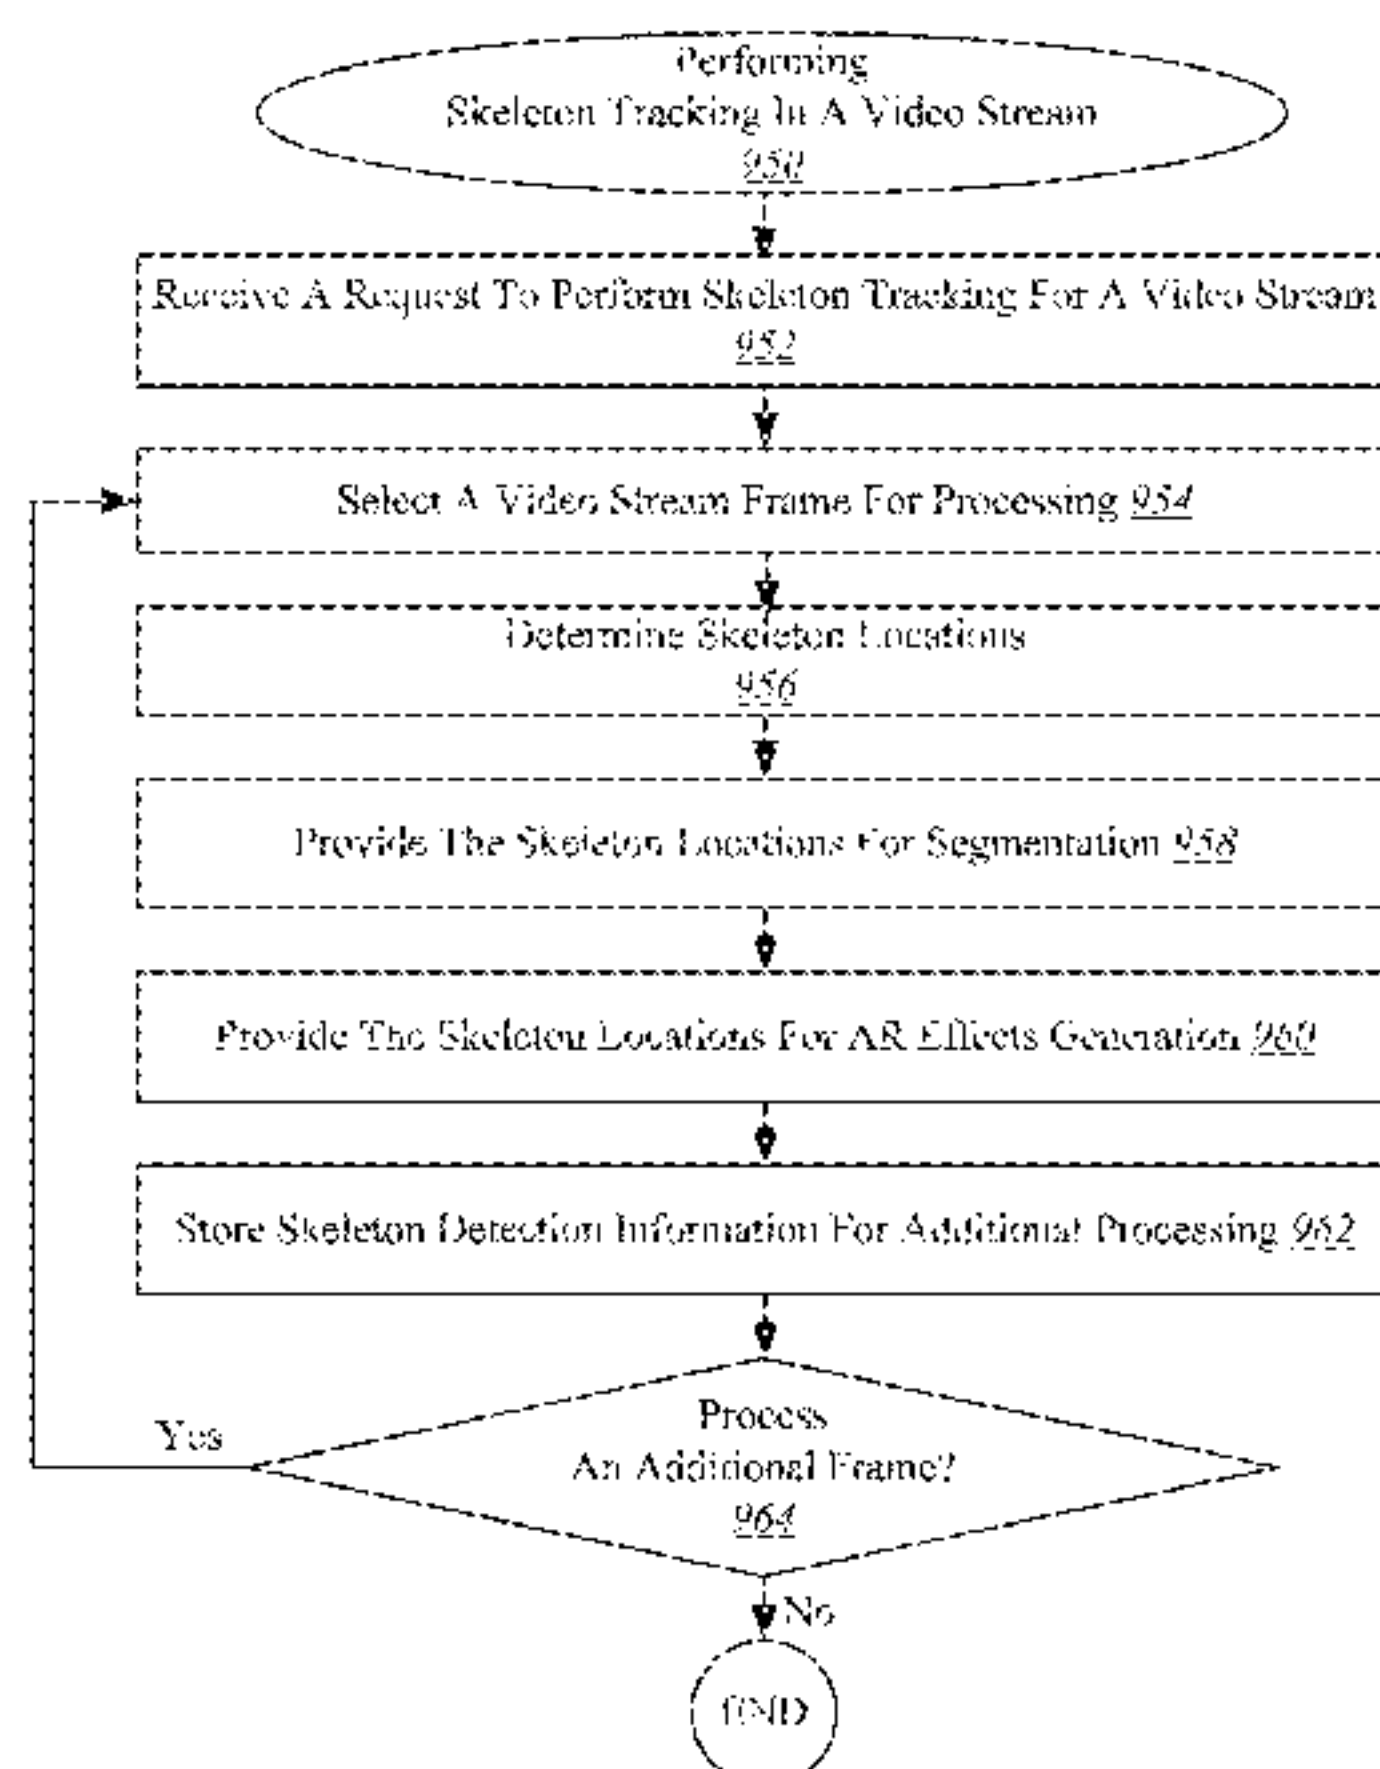 Performing
Skeleton Tracking In A Video Stream
950
Receive A Request To Perform Skeleton Tracking For A Video Stream
952
Select A Video Stream Frame For Processing 954
Determine Skeleton Locations
956
Provide The Skeleton Locations For Segmentation 958
Provide The Skeleton Locations For AR Effects Generation 960
Store Skeleton Detection Information For Additional Processing 962
Process
Yes
An Additional Frame?
964
No
END